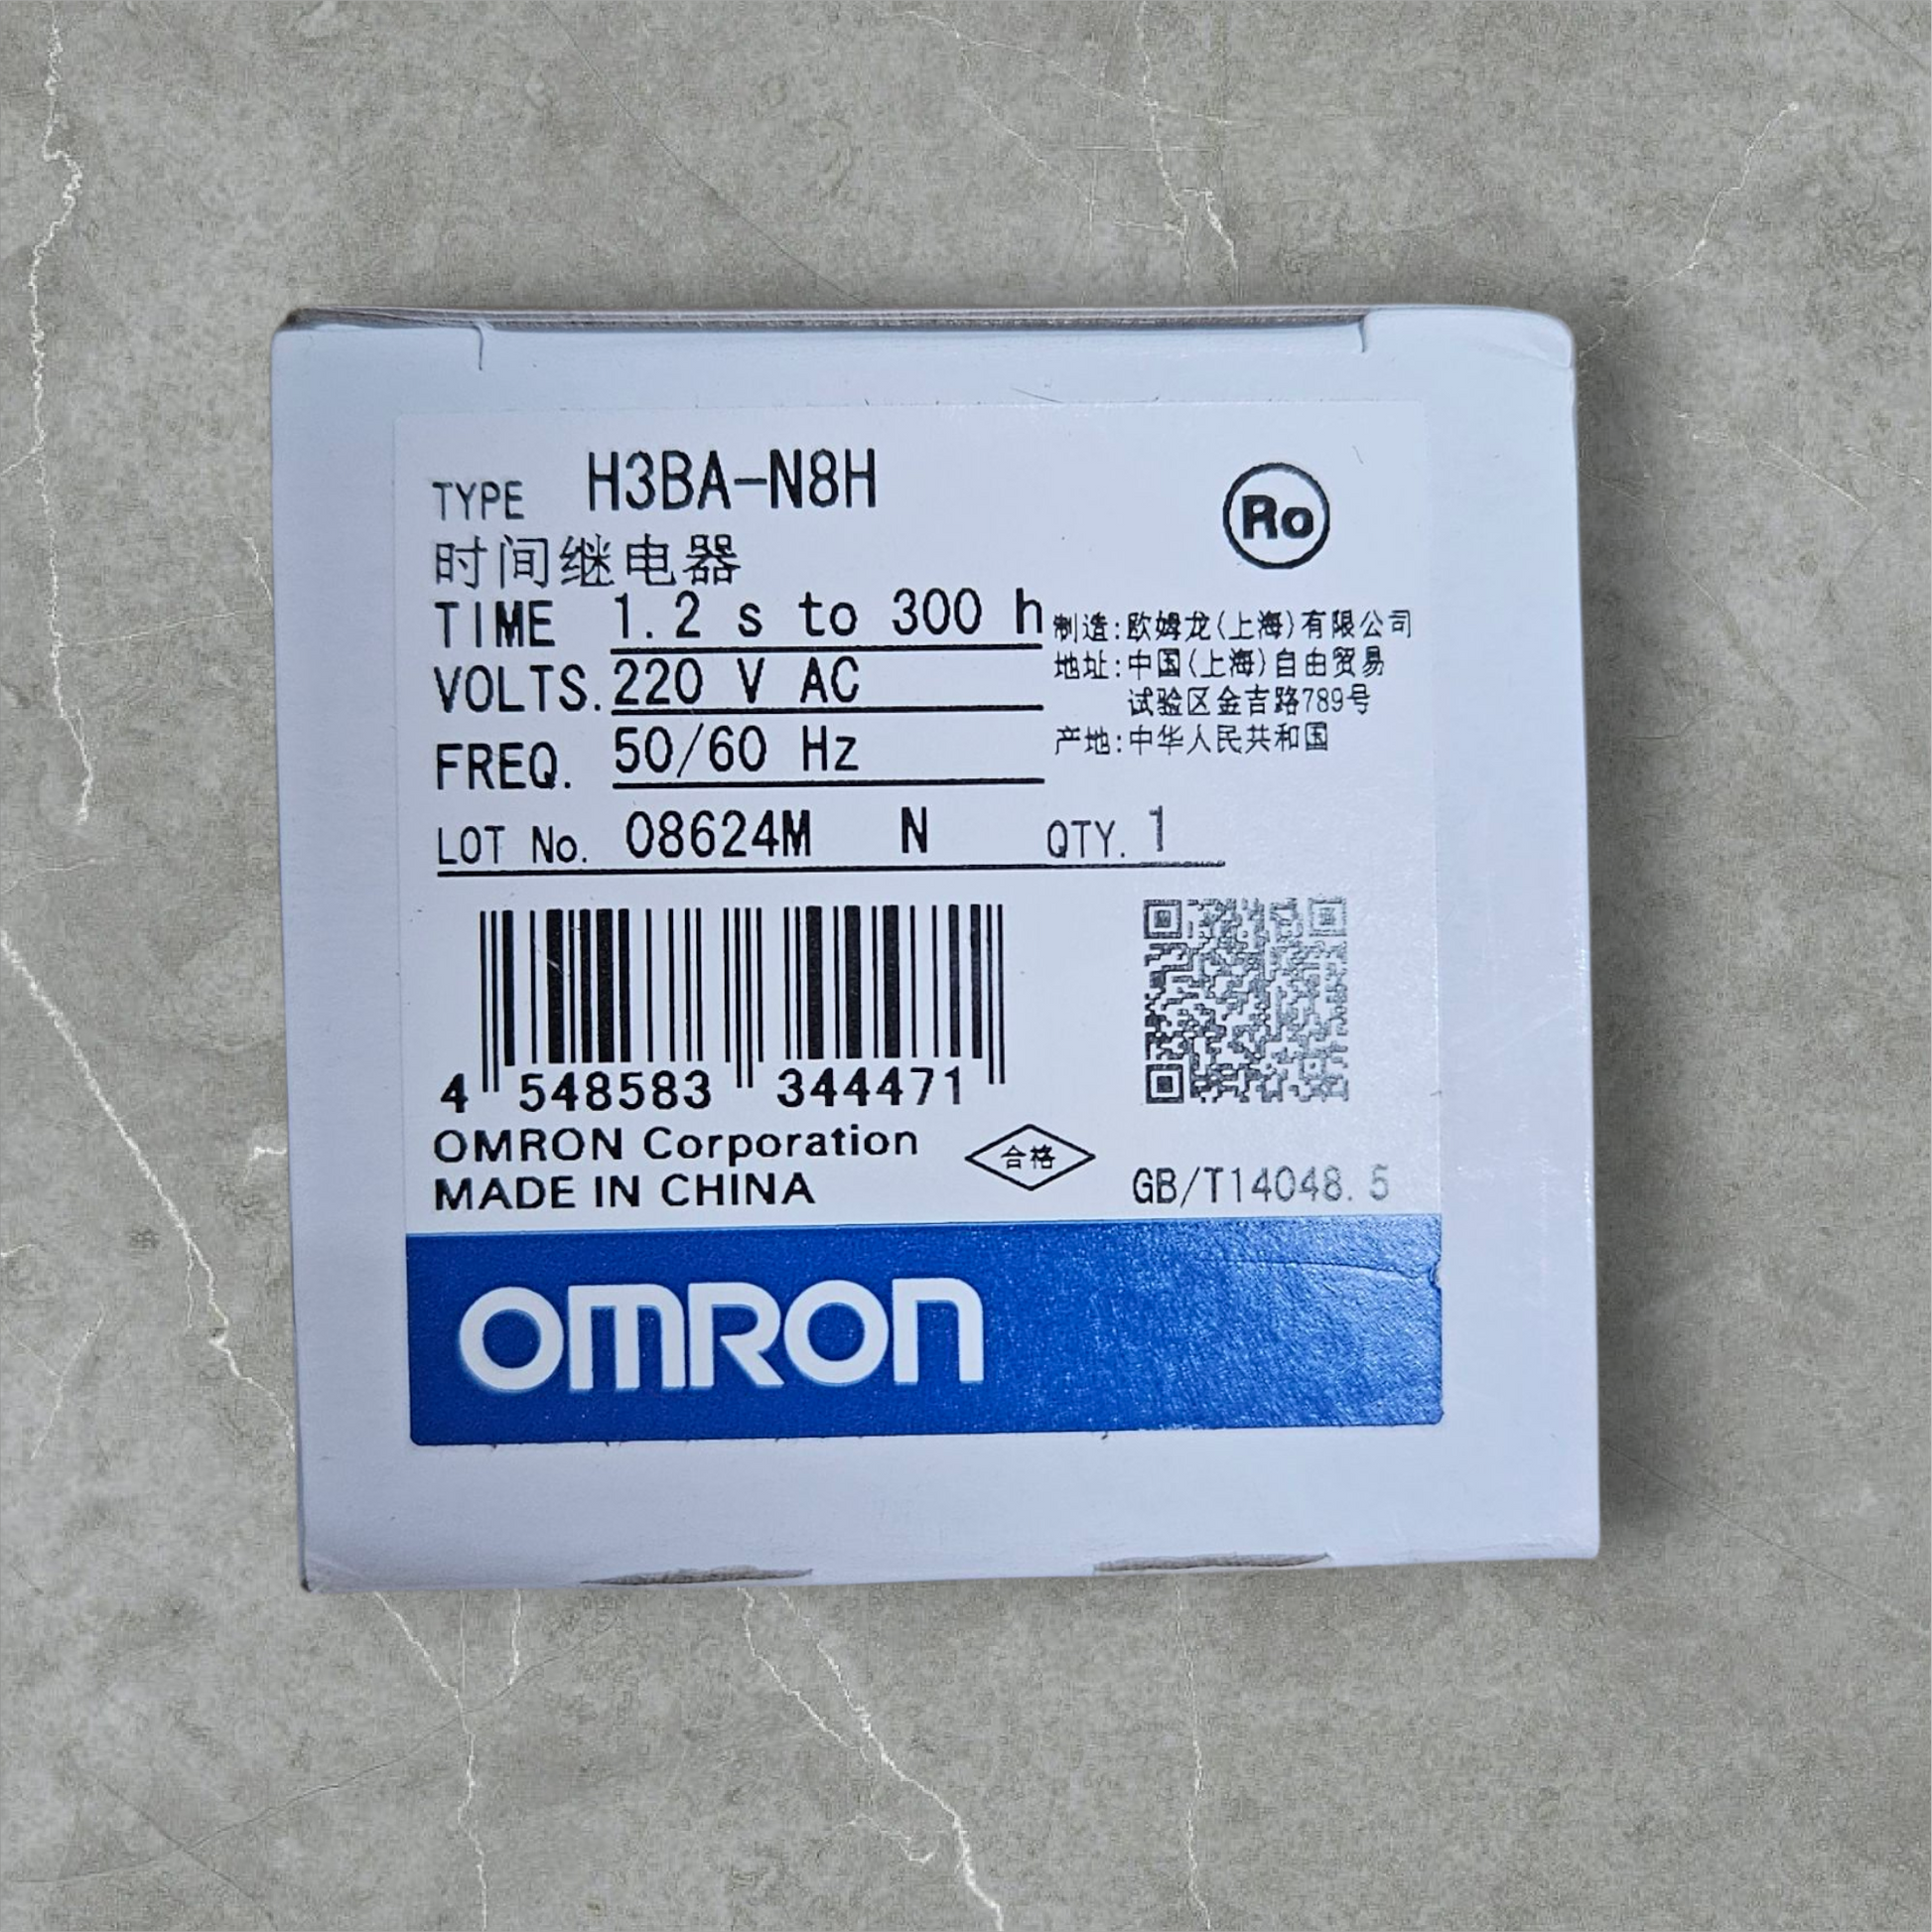 TYPE H3BA-N8H
Ro
时间继电器
TIME 1.2 s to 300 h
VOLTS. 220 V AC
FREQ. 50/60 Hz
制造:欧姆龙(上海)有限公司
地址:中国(上海)自由贸易
试验区金吉路789号
产地:中华人民共和国
LOT No. 08624M N QTY. 1
4 548583 344471
OMRON Corporation
MADE IN CHINA
合格
GB/T14048.5
OMRON